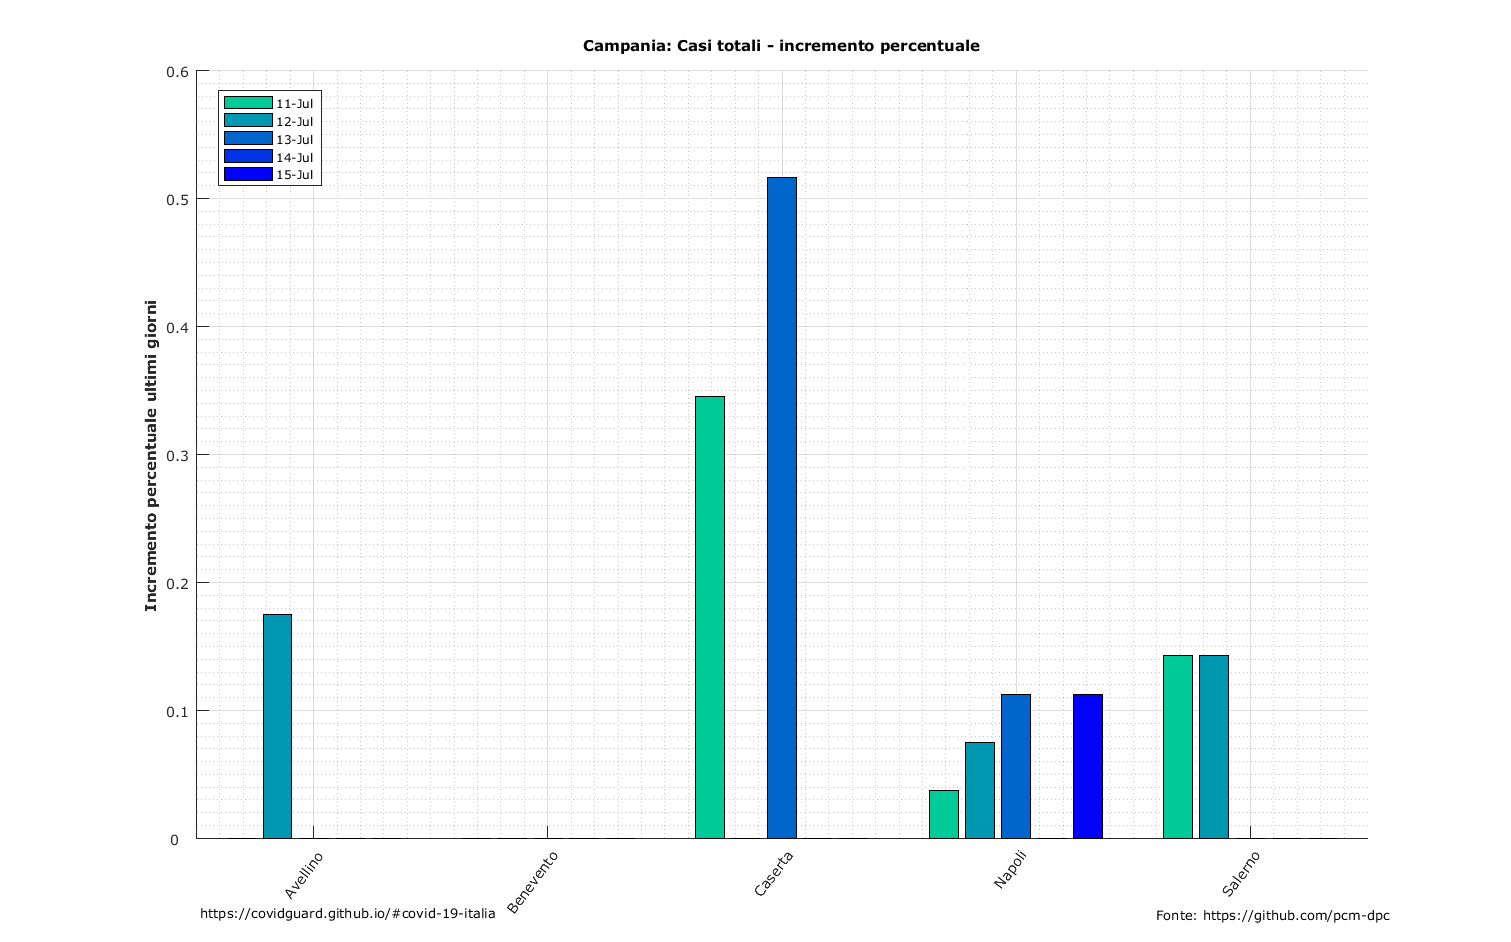 Campania: Casi totali - incremento percentuale
Incremento percentuale ultimi giorni
0.6
0.5
0.4
0.3
0.2
0.1
0
11-Jul
12-Jul
13-Jul
14-Jul
15-Jul
Avellino
Benevento
Caserta
Napoli
Salerno
https://covidguard.github.io/#covid-19-italia
Fonte: https://github.com/pcm-dpc